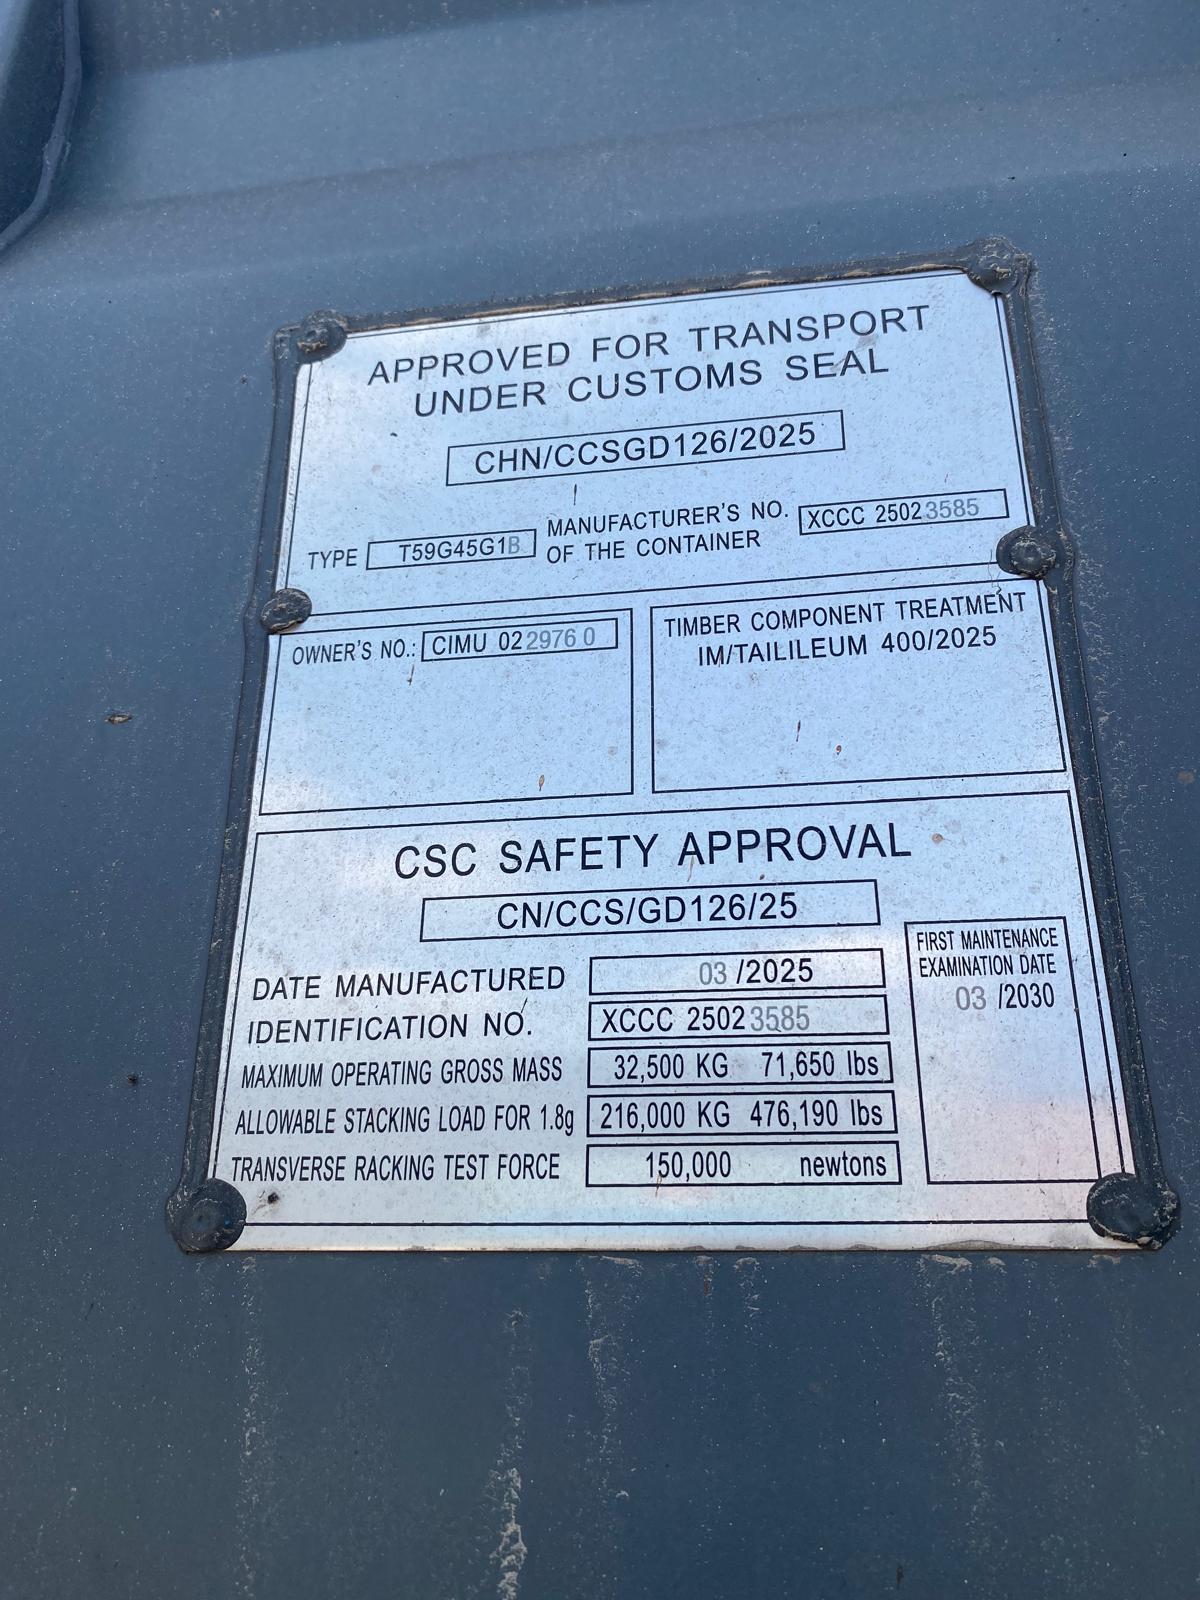 APPROVED FOR TRANSPORT
UNDER CUSTOMS SEAL
CHN/CCSGD126/2025
TYPE T59G45G1B MANUFACTURER'S NO. OF THE CONTAINER XCCC 25023585
OWNER'S NO.: CIMU 022976 0
TIMBER COMPONENT TREATMENT
IM/TAILILEUM 400/2025
CSC SAFETY APPROVAL
CN/CCS/GD126/25
DATE MANUFACTURED 03 /2025
IDENTIFICATION NO. XCCC 25023585
MAXIMUM OPERATING GROSS MASS 32,500 KG 71,650 lbs
ALLOWABLE STACKING LOAD FOR 1.8g 216,000 KG 476,190 lbs
TRANSVERSE RACKING TEST FORCE 150,000 newtons
FIRST MAINTENANCE
EXAMINATION DATE
03 /2030